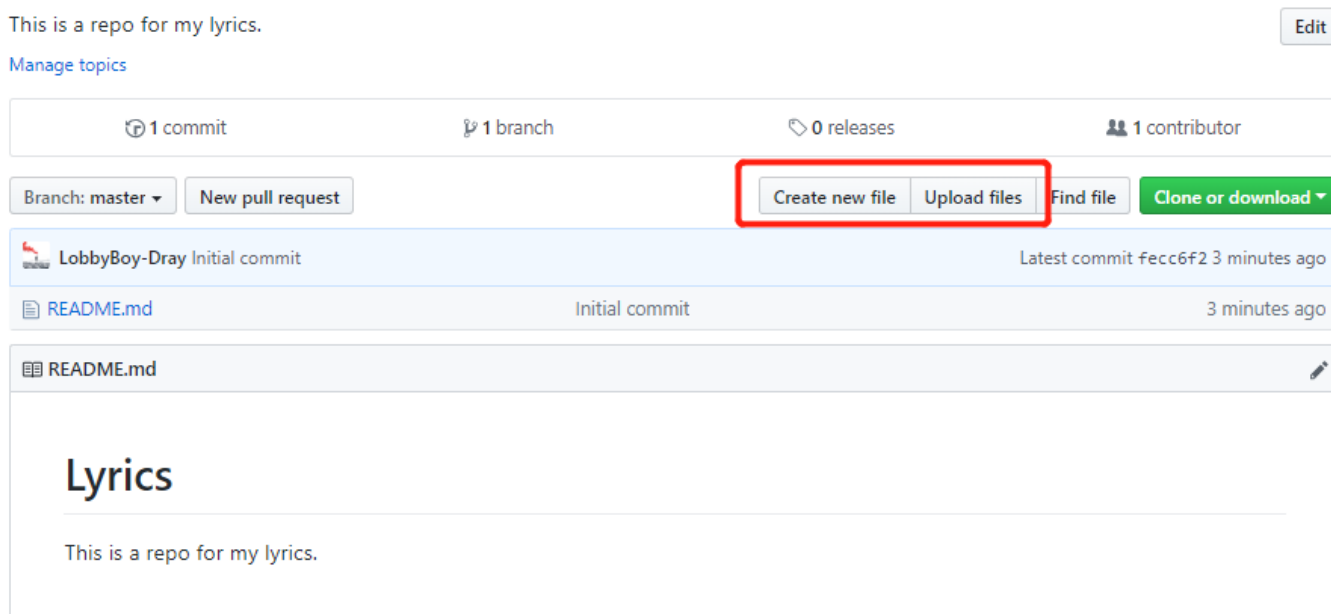 This is a repo for my lyrics.
Edit
Manage topics
1 commit
1 branch
0 releases
1 contributor
Branch: master
New pull request
Create new file
Upload files
Find file
Clone or download
LobbyBoy-Dray Initial commit
Latest commit fecc6f2 3 minutes ago
README.md
Initial commit
3 minutes ago
README.md
Lyrics
This is a repo for my lyrics.